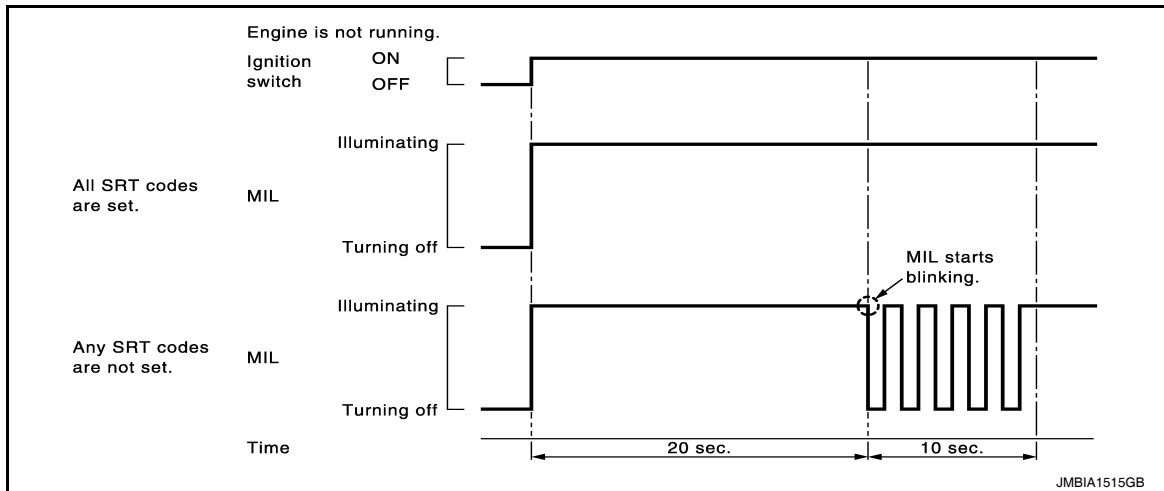 Engine is not running.
Ignition switch
ON
OFF
All SRT codes are set.
MIL
Illuminating
Turning off
MIL starts blinking.
Any SRT codes are not set.
MIL
Illuminating
Turning off
Time
20 sec.
10 sec.
JMBIA1515GB